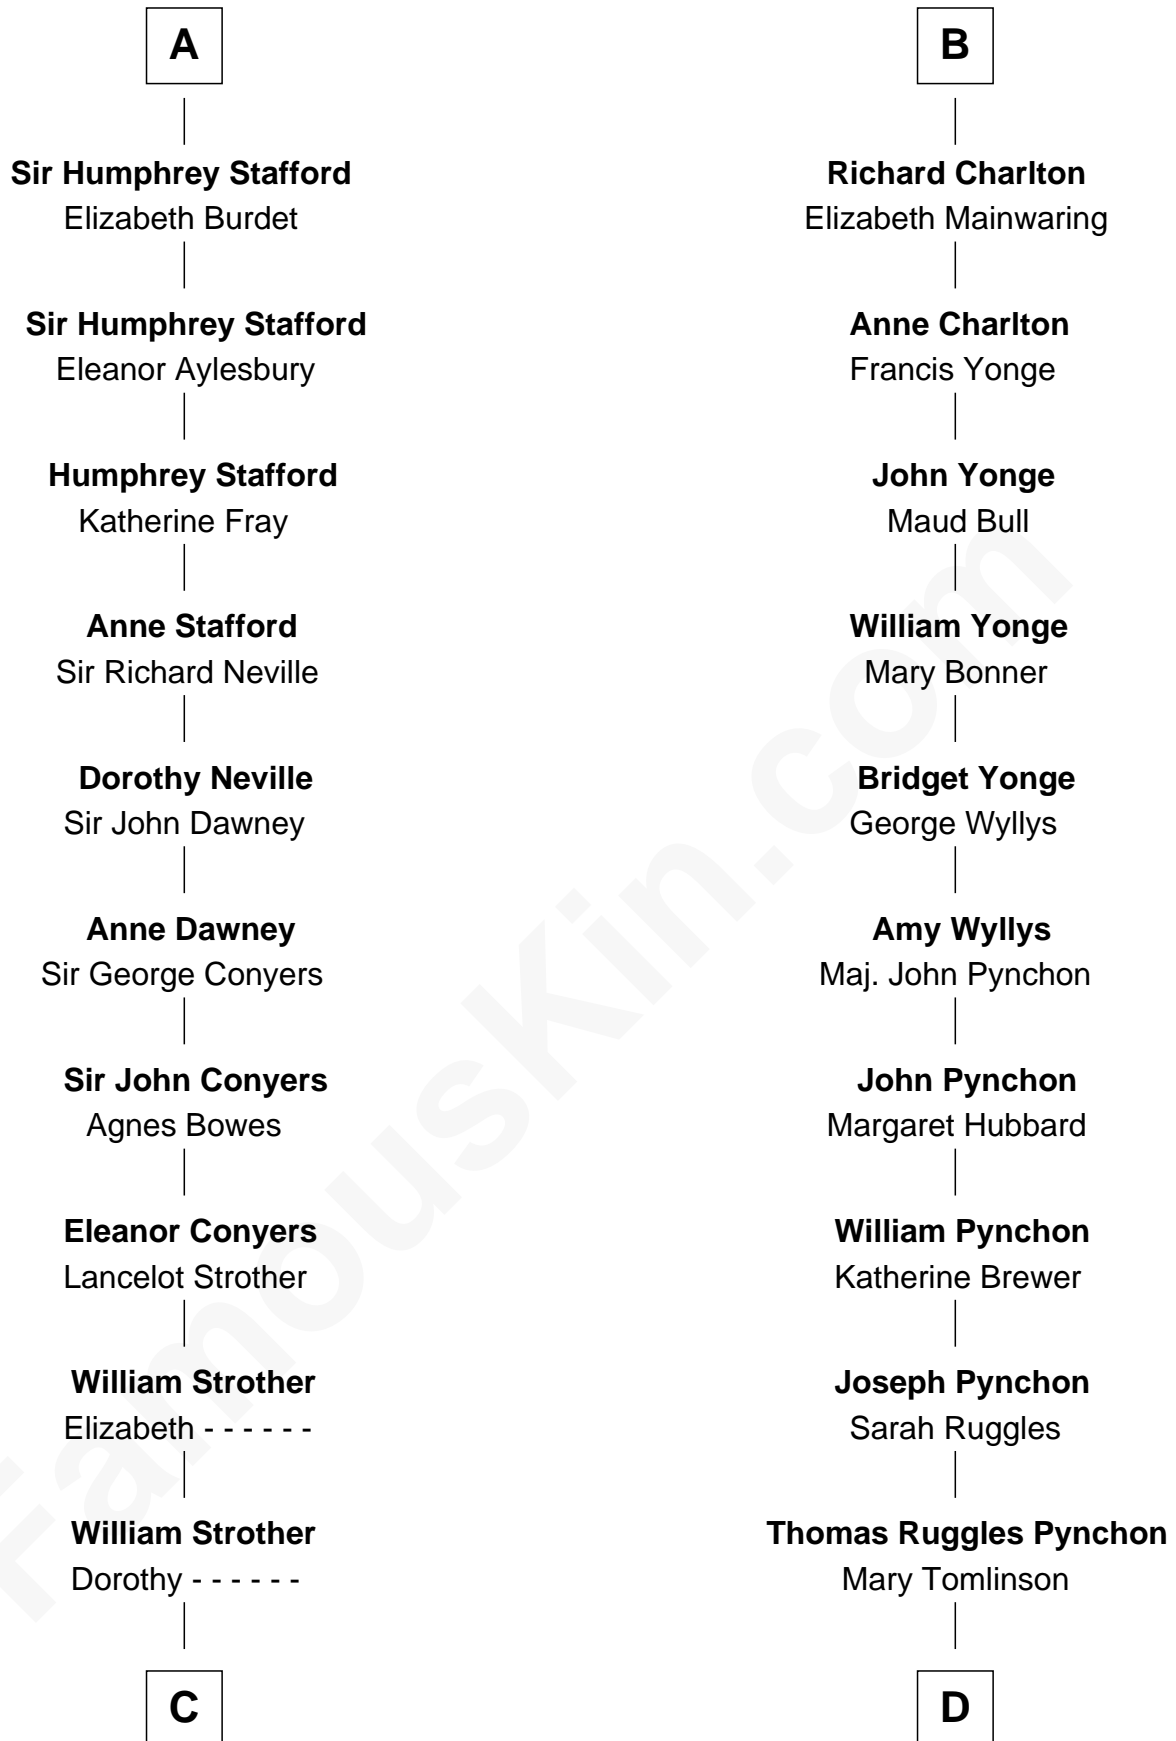 A
Sir Humphrey Stafford
Elizabeth Burdet
Sir Humphrey Stafford
Eleanor Aylesbury
Humphrey Stafford
Katherine Fray
Anne Stafford
Sir Richard Neville
Dorothy Neville
Sir John Dawney
Anne Dawney
Sir George Conyers
Sir John Conyers
Agnes Bowes
Eleanor Conyers
Lancelot Strother
William Strother
Elizabeth - - - - - -
William Strother
Dorothy - - - - - -
C
B
Richard Charlton
Elizabeth Mainwaring
Anne Charlton
Francis Yonge
John Yonge
Maud Bull
William Yonge
Mary Bonner
Bridget Yonge
George Wyllys
Amy Wyllys
Maj. John Pynchon
John Pynchon
Margaret Hubbard
William Pynchon
Katherine Brewer
Joseph Pynchon
Sarah Ruggles
Thomas Ruggles Pynchon
Mary Tomlinson
D
FamousKin.com